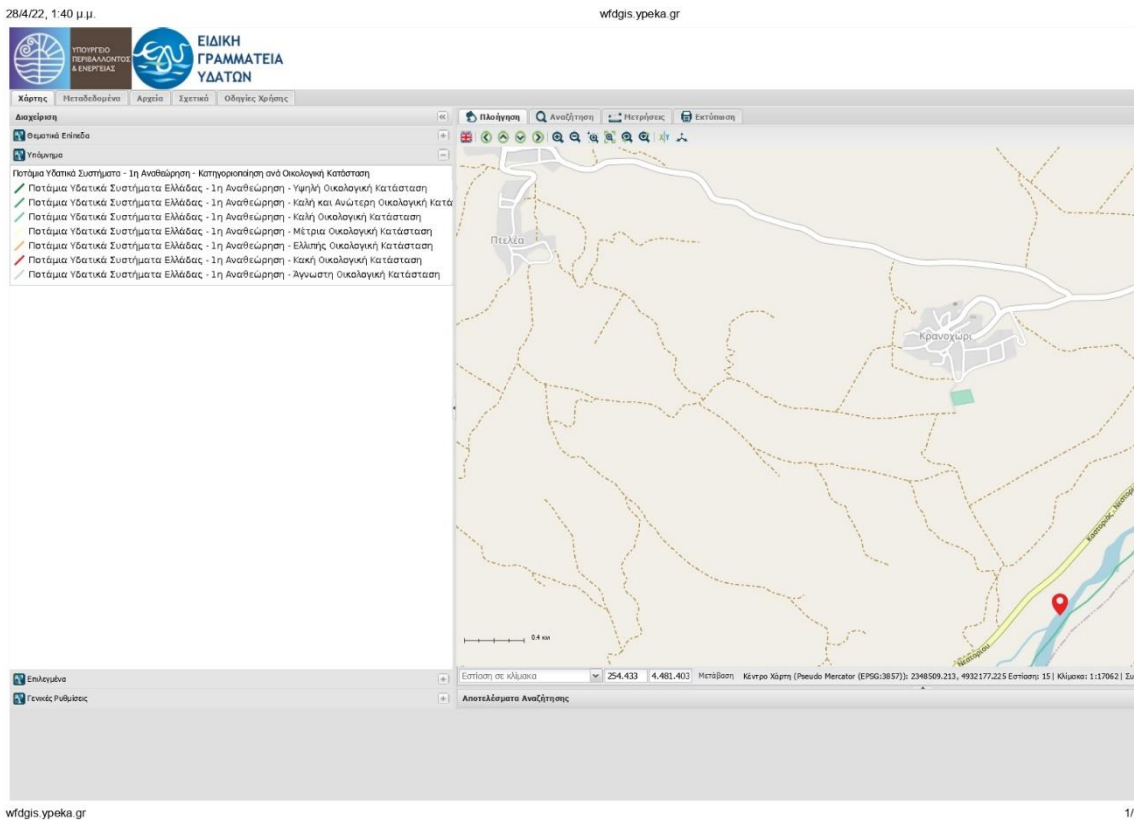 28/4/22, 1:40 μ.μ.
wfdgis.ypeka.gr
ΥΠΟΥΡΓΕΙΟ
ΠΕΡΙΒΑΛΛΟΝΤΟΣ
& ΕΝΕΡΓΕΙΑΣ
ΕΙΔΙΚΗ
ΓΡΑΜΜΑΤΕΙΑ
ΥΔΑΤΩΝ
Χάρτης Μεταδεδομένα Αρχεία Σχετικά Οδηγίες Χρήσης
Διαχείριση
Πλοήγηση Αναζήτηση Μετρήσεις Εκτύπωση
Θεματικά Επίπεδα
Υπόμνημα
Ποτάμια Υδατικά Συστήματα - 1η Αναθεώρηση - Κατηγοριοποίηση ανά Οικολογική Κατάσταση
Ποτάμια Υδατικά Συστήματα Ελλάδας - 1η Αναθεώρηση - Υψηλή Οικολογική Κατάσταση
Ποτάμια Υδατικά Συστήματα Ελλάδας - 1η Αναθεώρηση - Καλή και Ανώτερη Οικολογική Κατά
Ποτάμια Υδατικά Συστήματα Ελλάδας - 1η Αναθεώρηση - Καλή Οικολογική Κατάσταση
Ποτάμια Υδατικά Συστήματα Ελλάδας - 1η Αναθεώρηση - Μέτρια Οικολογική Κατάσταση
Ποτάμια Υδατικά Συστήματα Ελλάδας - 1η Αναθεώρηση - Ελλιπής Οικολογική Κατάσταση
Ποτάμια Υδατικά Συστήματα Ελλάδας - 1η Αναθεώρηση - Κακή Οικολογική Κατάσταση
Ποτάμια Υδατικά Συστήματα Ελλάδας - 1η Αναθεώρηση - Άγνωστη Οικολογική Κατάσταση
Πτελέα
Κρανοχώρι
Καστοριάς - Νεστορίου
Νεστορίου
0.4 km
Επιλεγμένα
Εστίαση σε κλίμακα 254.433 4.481.403 Μετάβαση Κέντρο Χάρτη (Pseudo Mercator (EPSG:3857)): 2348509.213, 4932177.225 Εστίαση: 15 | Κλίμακα: 1:17062 | Συ
Γενικές Ρυθμίσεις
Αποτελέσματα Αναζήτησης
wfdgis.ypeka.gr
1/